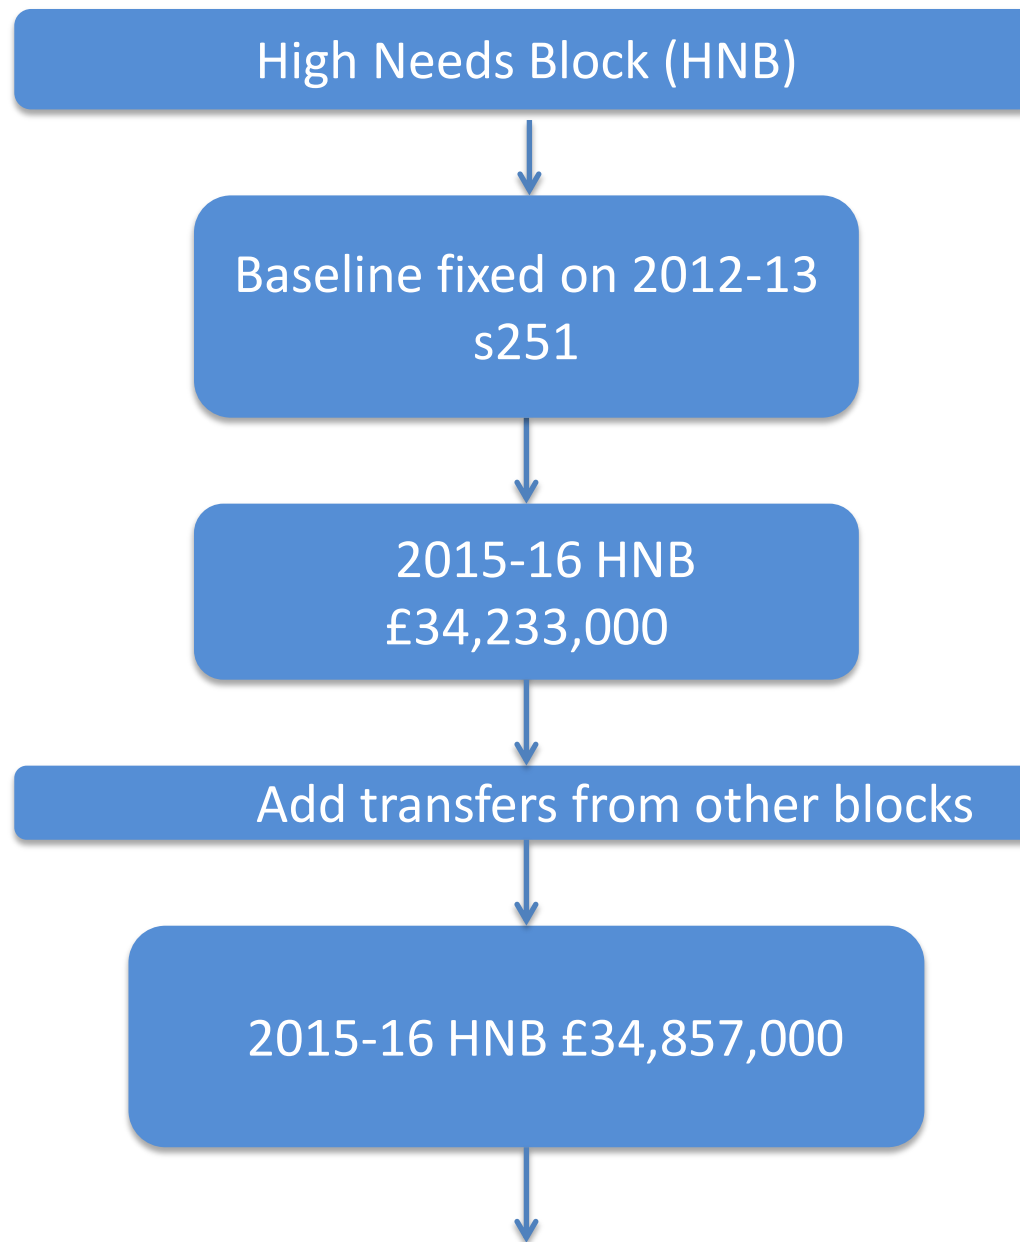 High Needs Block (HNB)
Baseline fixed on 2012-13
s251
2015-16 HNB
£34,233,000
Add transfers from other blocks
2015-16 HNB £34,857,000